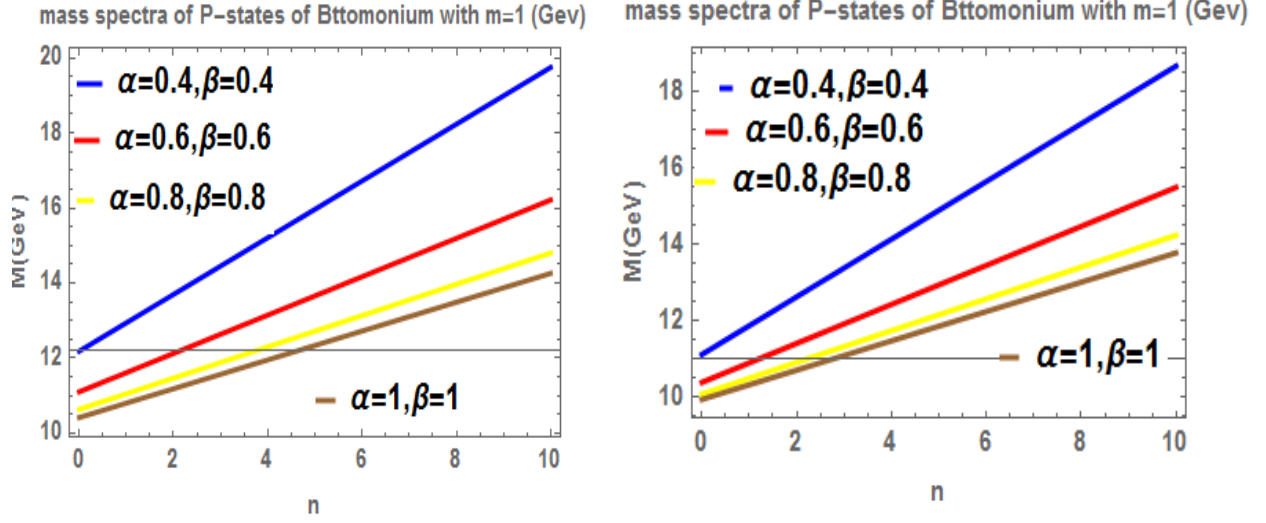 mass spectra of P-states of Bttomonium with m=1 (Gev)
20
18
16
14
12
10
M(GeV)
α=0.4,β=0.4
α=0.6,β=0.6
α=0.8,β=0.8
α=1,β=1
0 2 4 6 8 10
n
mass spectra of P-states of Bttomonium with m=1 (Gev)
18
16
14
12
10
M(GeV)
α=0.4,β=0.4
α=0.6,β=0.6
α=0.8,β=0.8
α=1,β=1
0 2 4 6 8 10
n